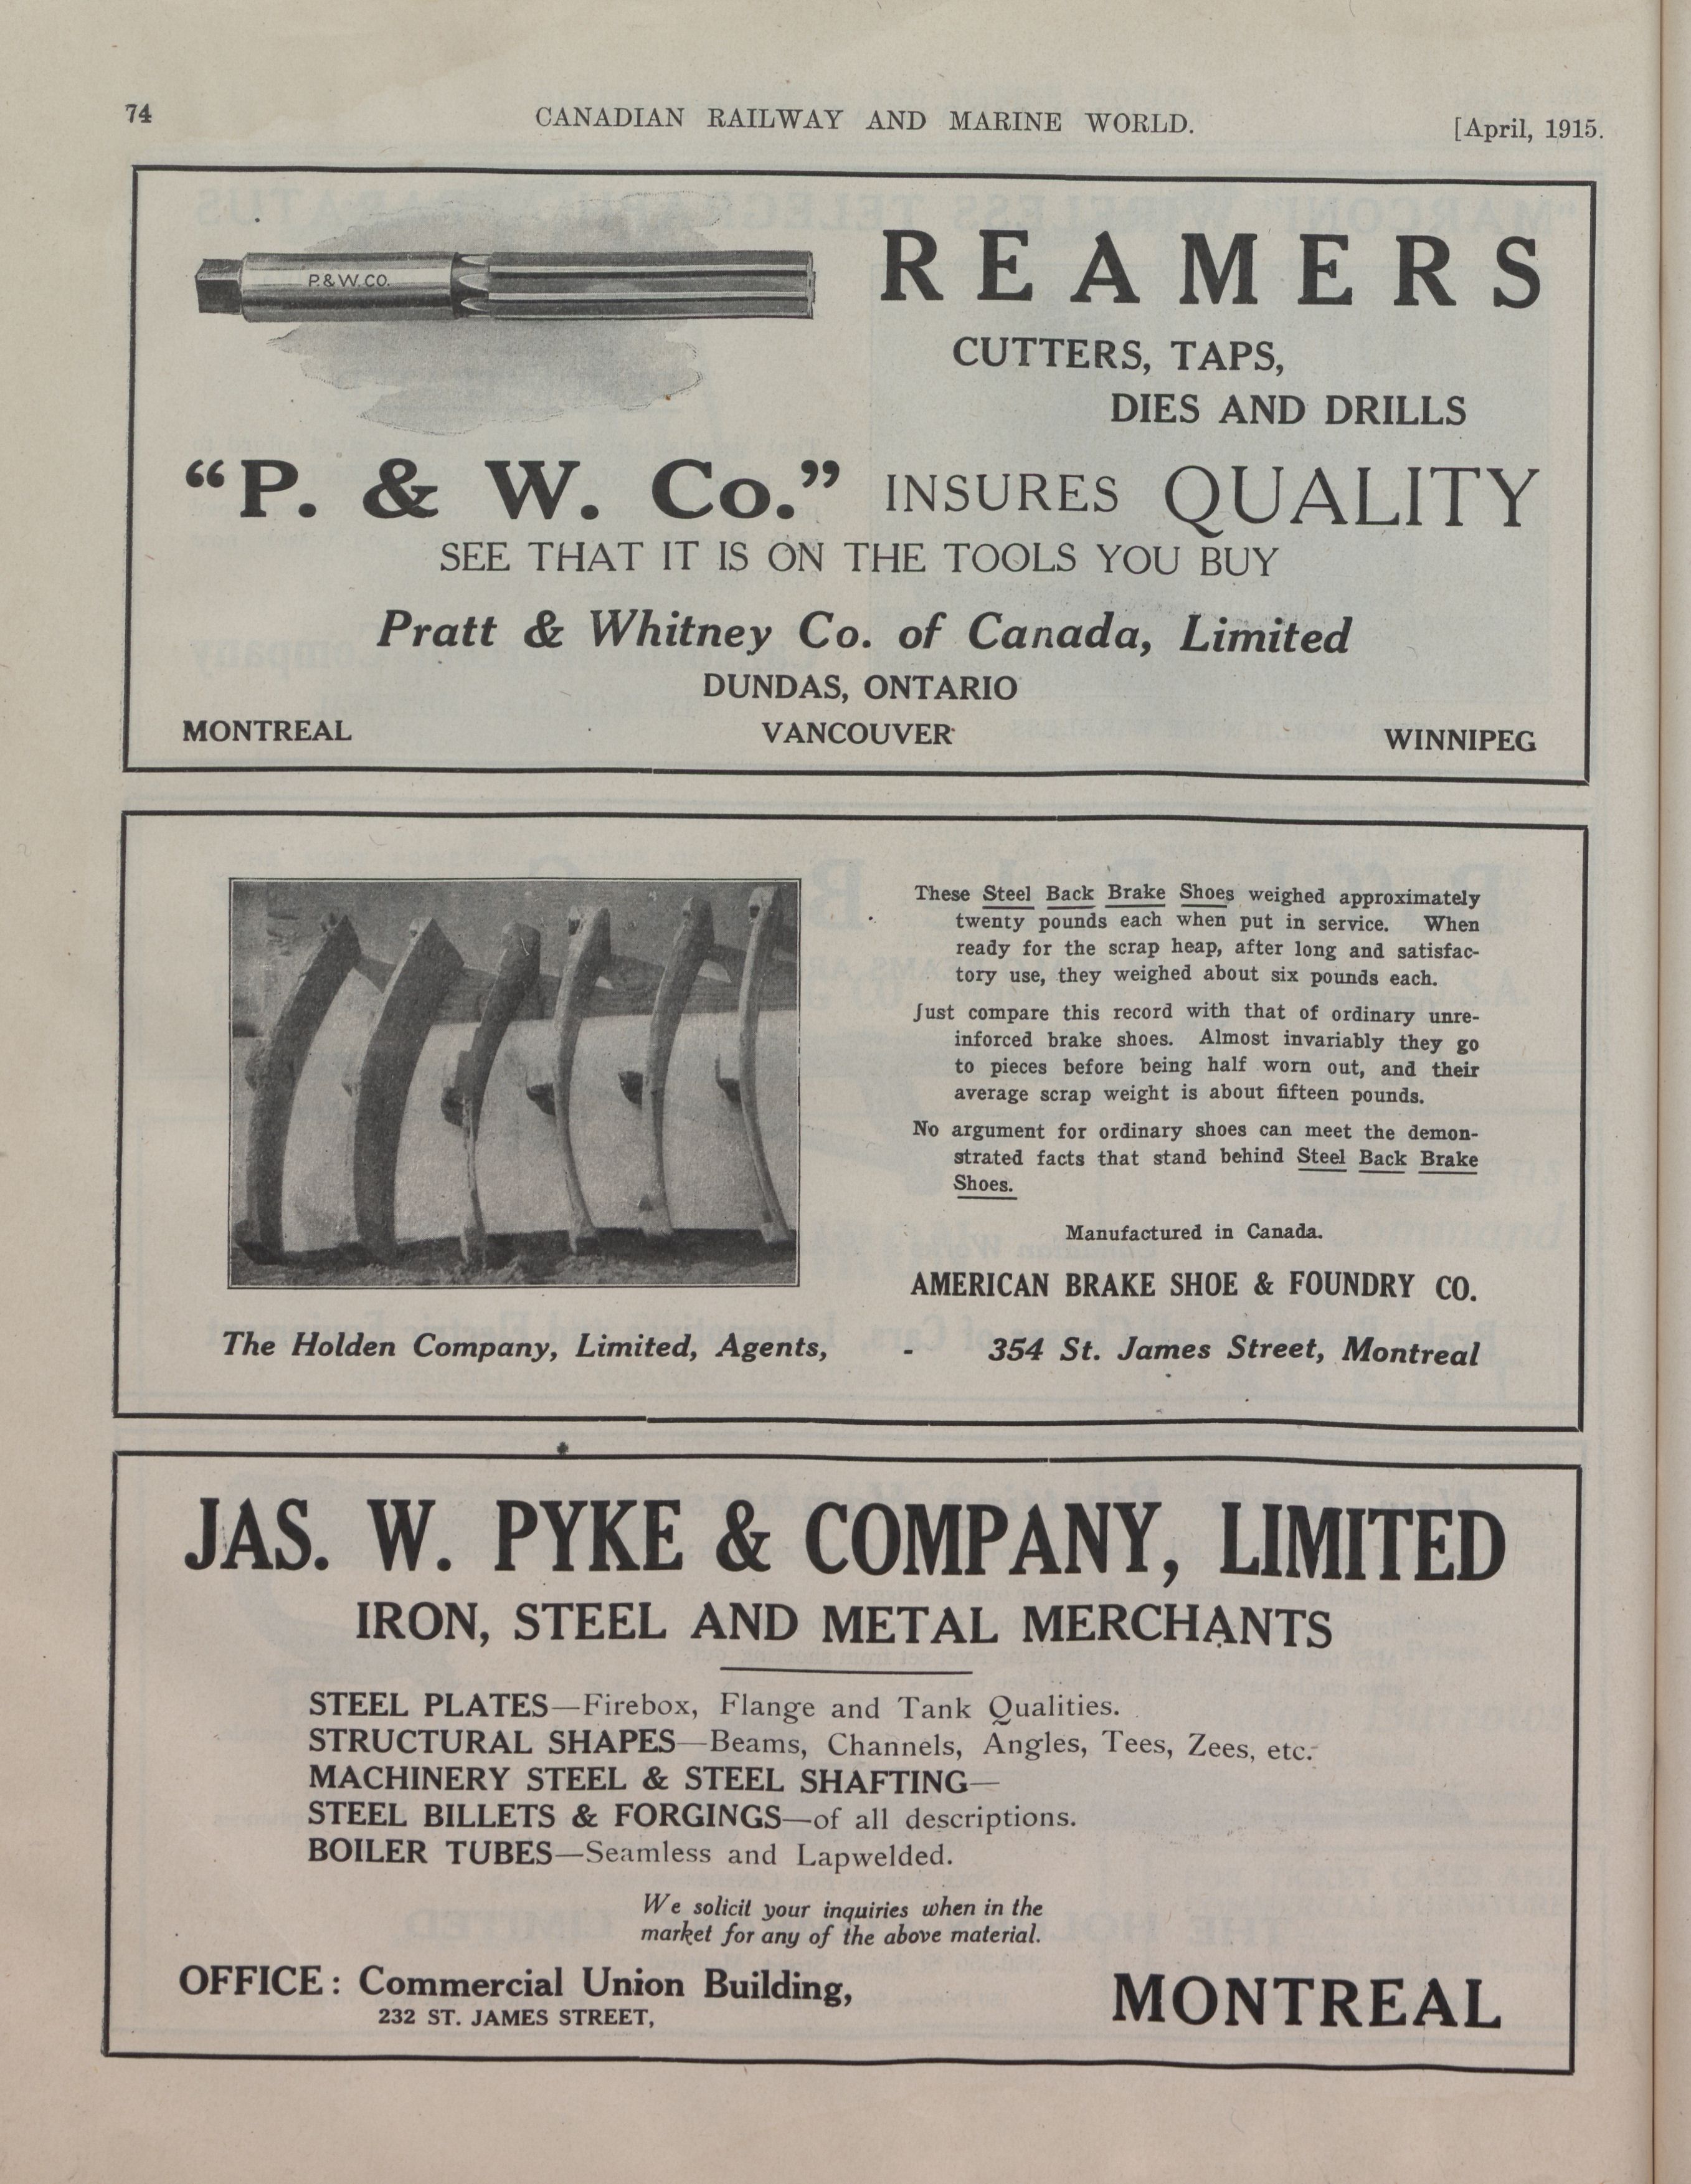 74
CANADIAN RAILWAY AND MARINE WORLD.
[April, 1915.
P. & W. CO.
REAMERS
CUTTERS, TAPS,
DIES AND DRILLS
“P. & W. Co.” INSURES QUALITY
SEE THAT IT IS ON THE TOOLS YOU BUY
Pratt & Whitney Co. of Canada, Limited
DUNDAS, ONTARIO
MONTREAL VANCOUVER WINNIPEG
These Steel Back Brake Shoes weighed approximately
twenty pounds each when put in service. When
ready for the scrap heap, after long and satisfac-
tory use, they weighed about six pounds each.
Just compare this record with that of ordinary unre-
inforced brake shoes. Almost invariably they go
to pieces before being half worn out, and their
average scrap weight is about fifteen pounds.
No argument for ordinary shoes can meet the demon-
strated facts that stand behind Steel Back Brake
Shoes.
Manufactured in Canada.
AMERICAN BRAKE SHOE & FOUNDRY CO.
The Holden Company, Limited, Agents, - 354 St. James Street, Montreal
JAS. W. PYKE & COMPANY, LIMITED
IRON, STEEL AND METAL MERCHANTS
STEEL PLATES—Firebox, Flange and Tank Qualities.
STRUCTURAL SHAPES—Beams, Channels, Angles, Tees, Zees, etc.
MACHINERY STEEL & STEEL SHAFTING—
STEEL BILLETS & FORGINGS—of all descriptions.
BOILER TUBES—Seamless and Lapwelded.
We solicit your inquiries when in the
market for any of the above material.
OFFICE: Commercial Union Building,
232 ST. JAMES STREET,
MONTREAL